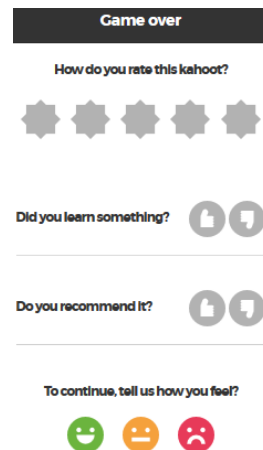 Game over
How do you rate this kahoot?
Did you learn something?
Do you recommend it?
To continue, tell us how you feel?